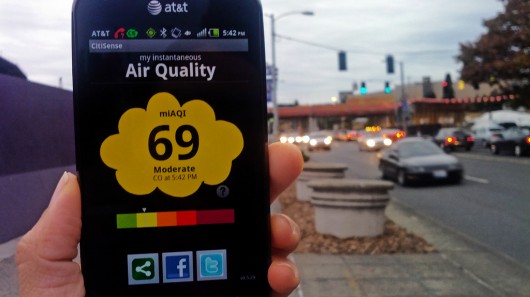 at&t
AT&T 5:42 PM
CitiSense
my instantaneous
Air Quality
miAQI
69
Moderate
CO at 5:42 PM
?